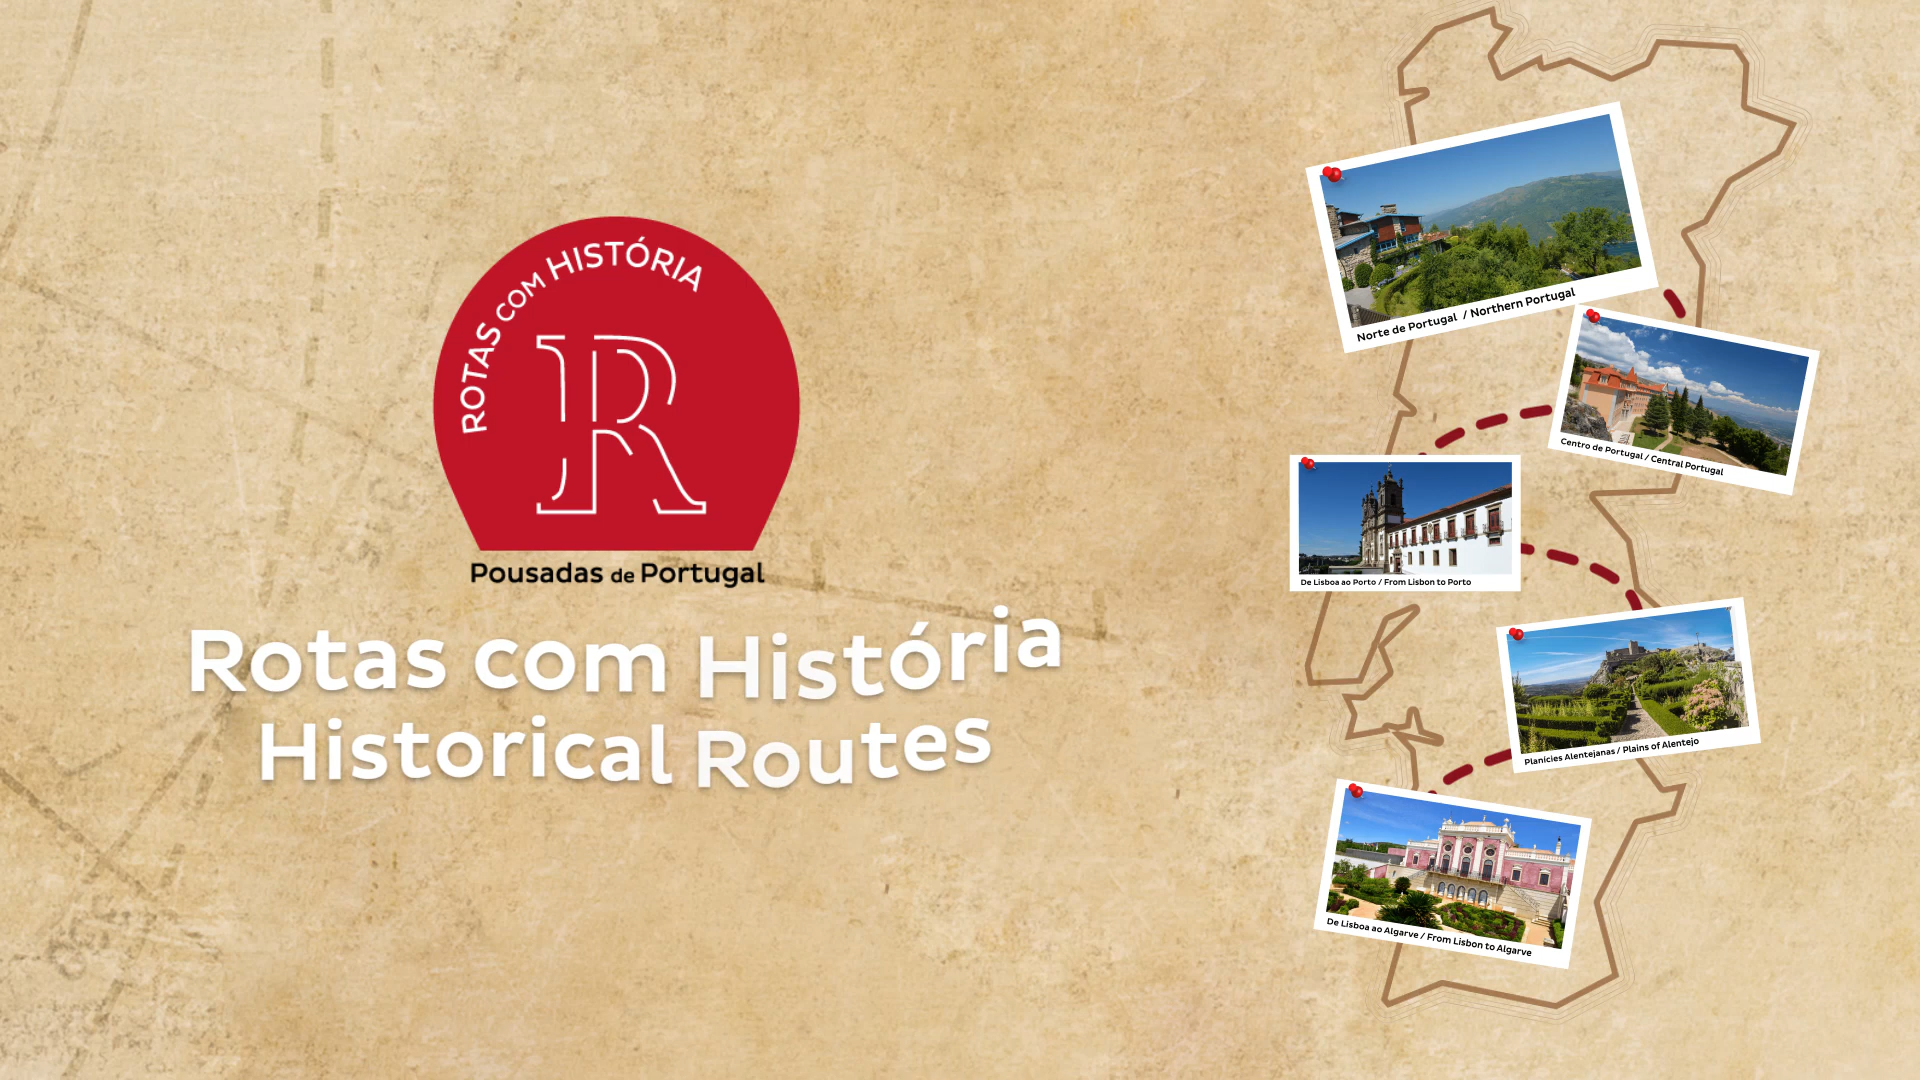 ROTAS COM HISTÓRIA
R
Pousadas de Portugal
Rotas com História
Historical Routes
Norte de Portugal / Northern Portugal
Centro de Portugal / Central Portugal
De Lisboa ao Porto / From Lisbon to Porto
Planícies Alentejanas / Plains of Alentejo
De Lisboa ao Algarve / From Lisbon to Algarve